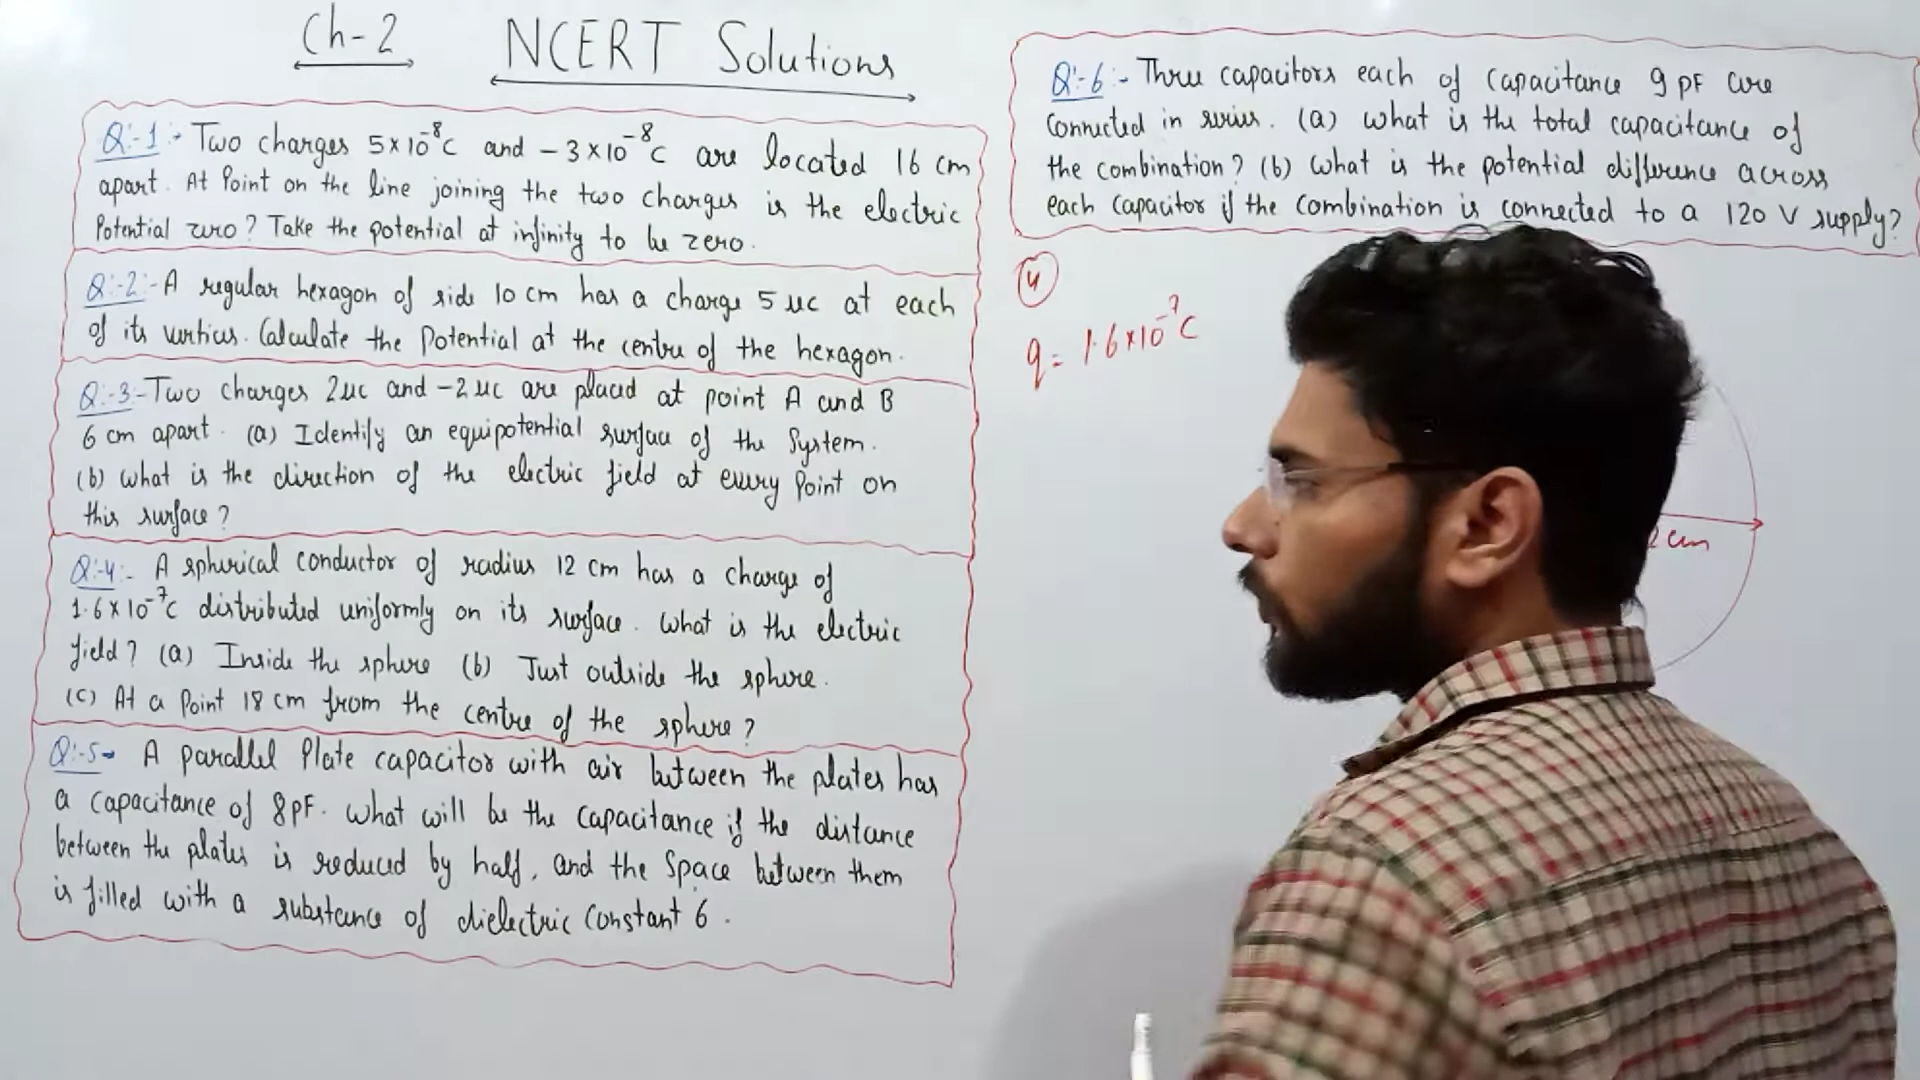 Ch-2 NCERT Solutions
Q:-1:- Two charges 5×10⁻⁸C and -3×10⁻⁸C are located 16 cm
apart. At Point on the line joining the two charges is the electric
Potential zero? Take the potential at infinity to be zero.
Q:-2:- A regular hexagon of side 10 cm has a charge 5 μc at each
of its vertices. Calculate the Potential at the centre of the hexagon.
Q:-3:- Two charges 2μc and -2μc are placed at point A and B
6 cm apart. (a) Identify an equipotential surface of the System.
(b) what is the direction of the electric field at every Point on
this surface?
Q:-4:- A spherical conductor of radius 12 cm has a charge of
1.6×10⁻⁷C distributed uniformly on its surface. What is the electric
field? (a) Inside the sphere (b) Just outside the sphere.
(c) At a Point 18 cm from the centre of the sphere?
Q:-5- A parallel Plate capacitor with air between the plates has
a capacitance of 8pF. What will be the capacitance if the distance
between the plates is reduced by half, and the Space between them
is filled with a substance of dielectric Constant 6.
Q:-6:- Three capacitors each of capacitance 9 pF are
Connected in series. (a) what is the total capacitance of
the combination? (b) What is the potential difference across
each capacitor if the combination is connected to a 120 V supply?
4
q = 1.6×10⁻⁷C
2 cm